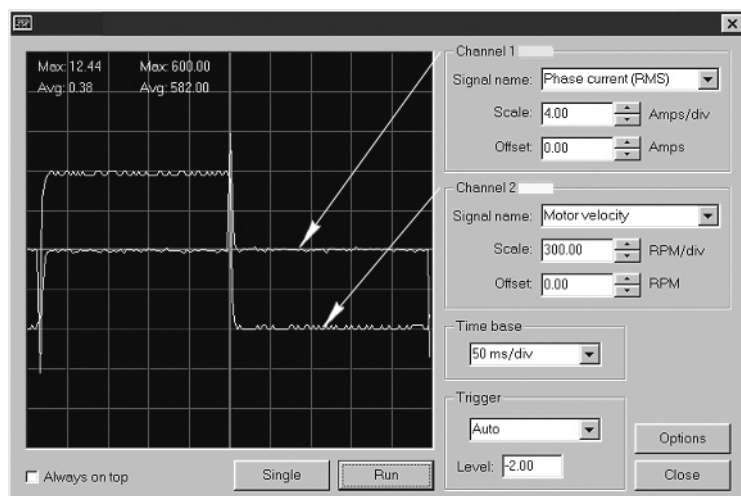 Max: 12.44 Max: 600.00
Avg: 0.38 Avg: 582.00
Channel 1
Signal name: Phase current (RMS)
Scale: 4.00 Amps/div
Offset: 0.00 Amps
Channel 2
Signal name: Motor velocity
Scale: 300.00 RPM/div
Offset: 0.00 RPM
Time base
50 ms/div
Trigger
Auto
Level: -2.00
Options
Close
Always on top
Single
Run